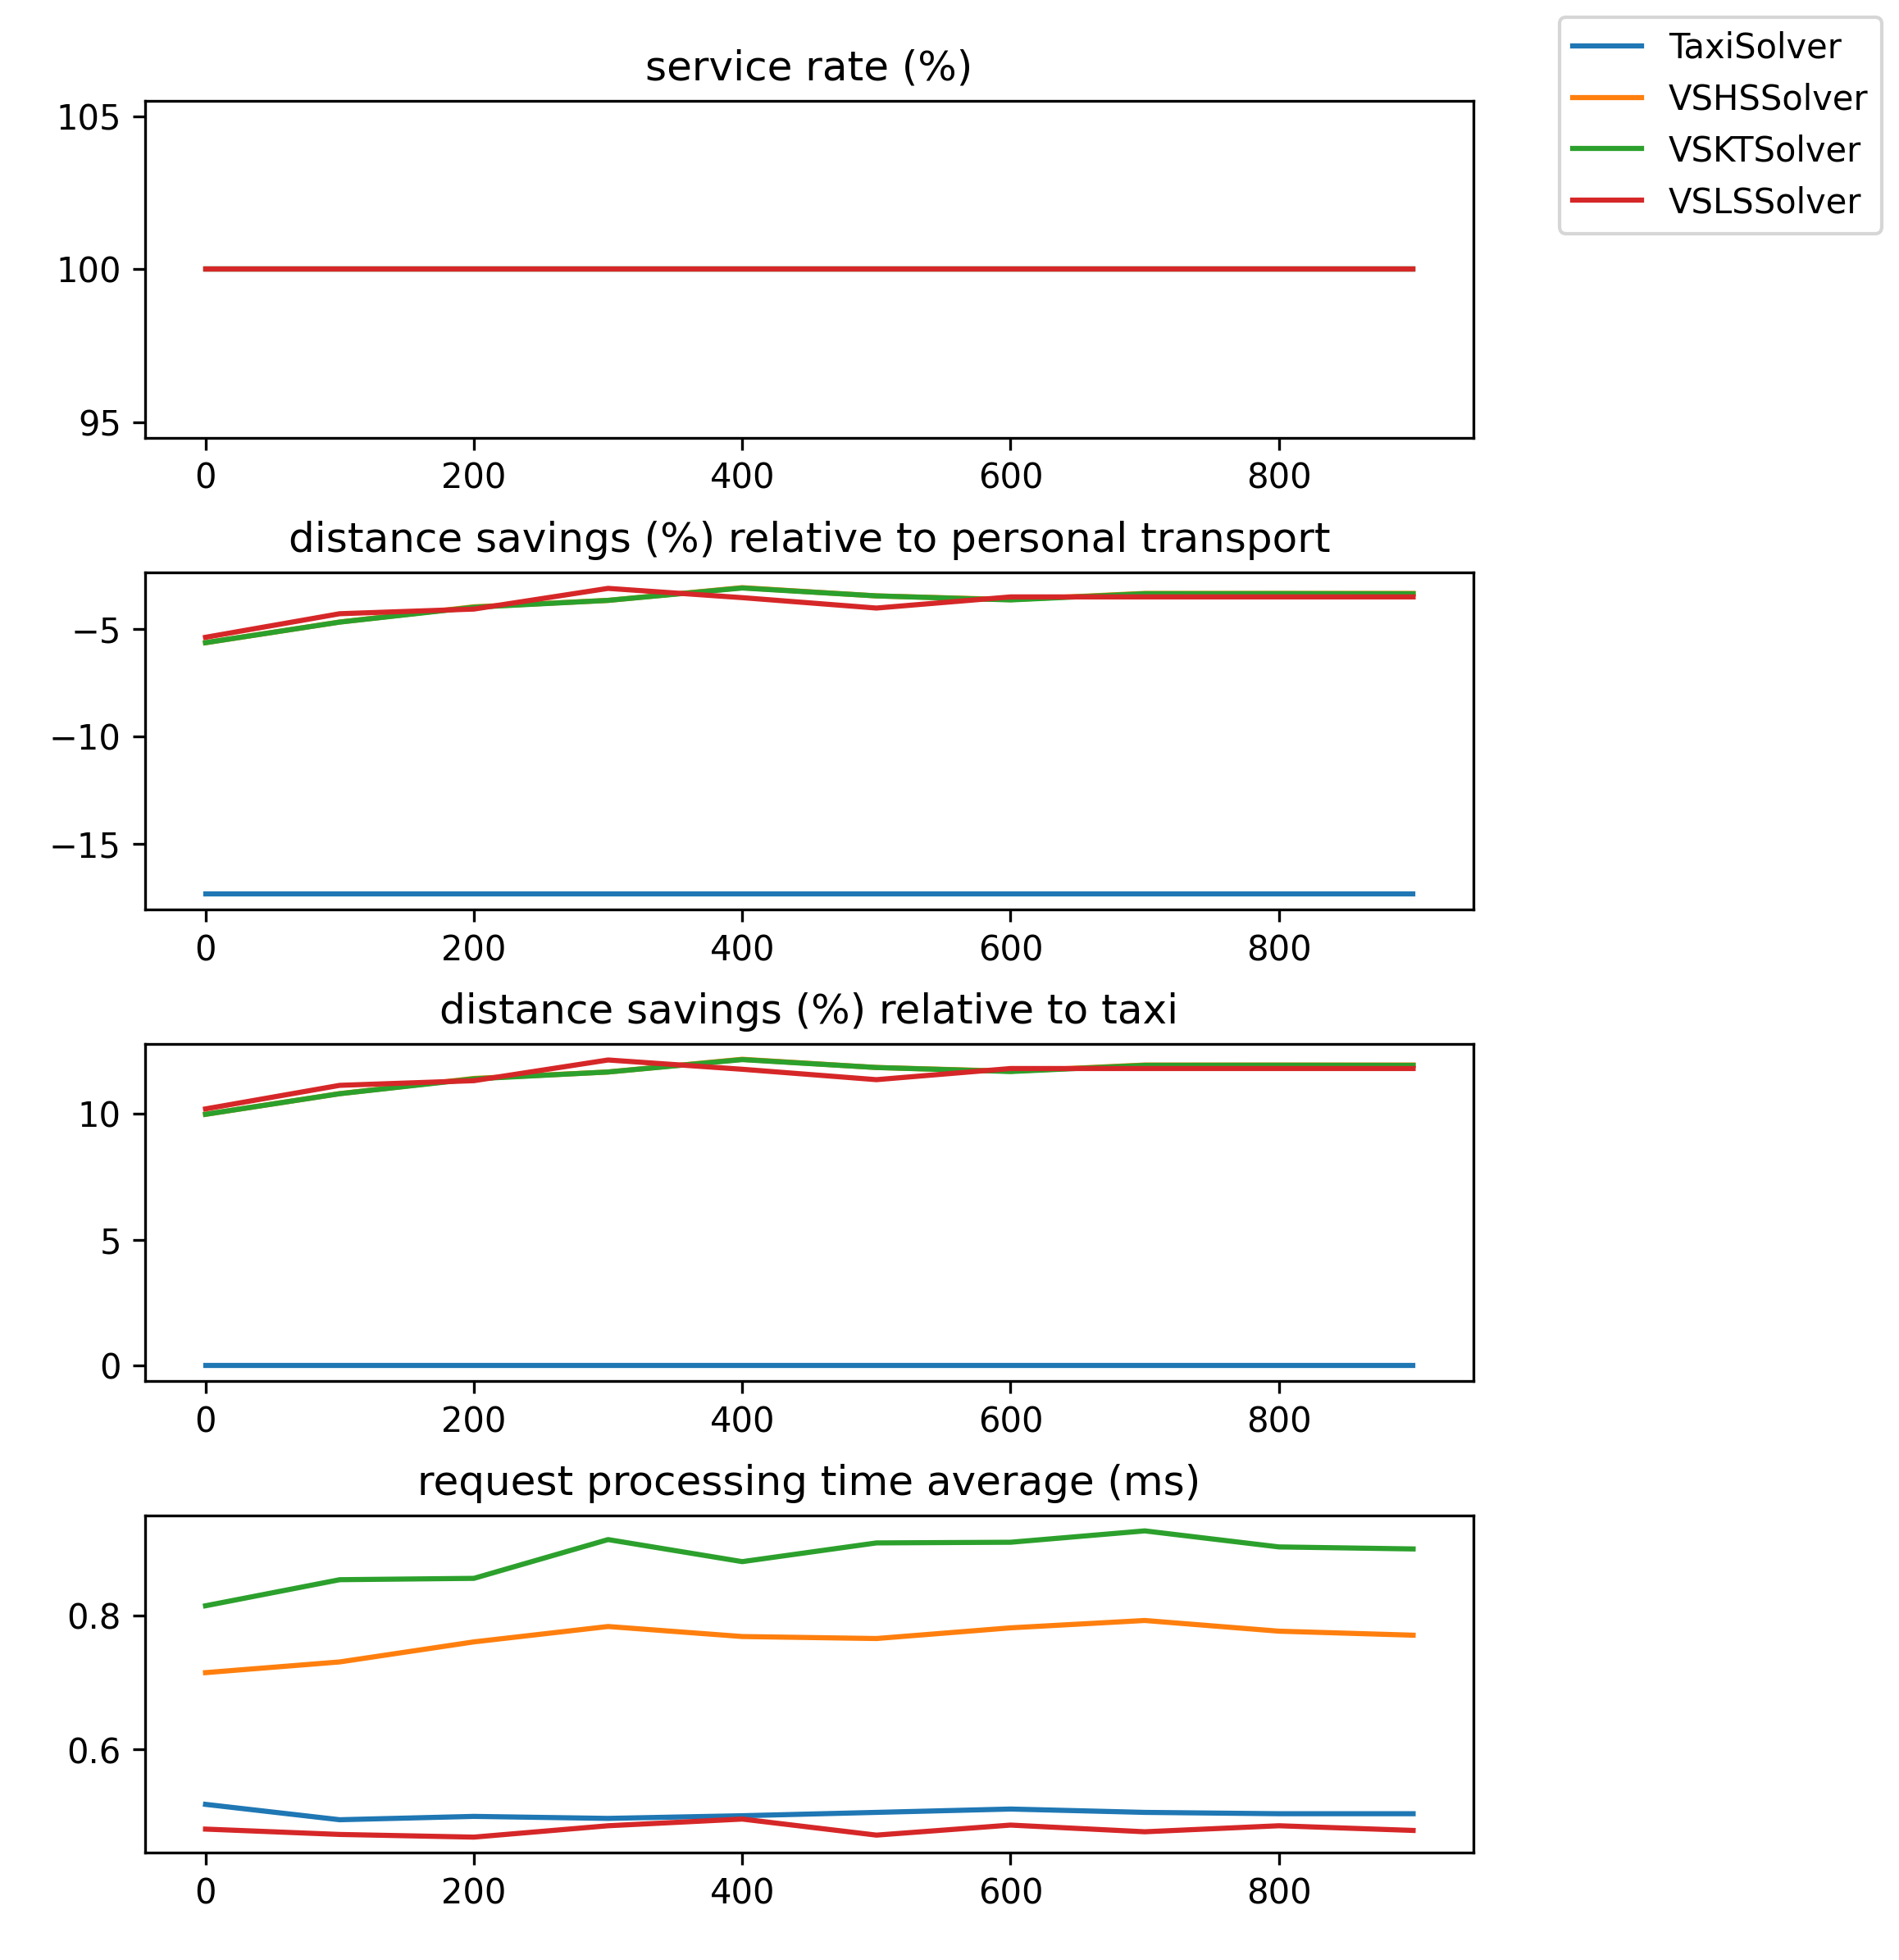 TaxiSolver
VSHSSolver
VSKTSolver
VSLSSolver
service rate (%)
105
100
95
0 200 400 600 800
distance savings (%) relative to personal transport
−5
−10
−15
0 200 400 600 800
distance savings (%) relative to taxi
10
5
0
0 200 400 600 800
request processing time average (ms)
0.8
0.6
0 200 400 600 800